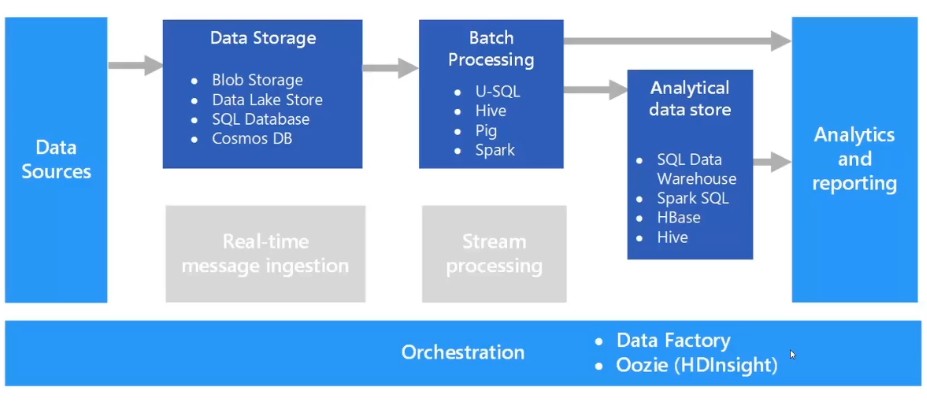 Data
Sources
Data Storage
• Blob Storage
• Data Lake Store
• SQL Database
• Cosmos DB
Batch
Processing
• U-SQL
• Hive
• Pig
• Spark
Analytical
data store
• SQL Data
Warehouse
• Spark SQL
• HBase
• Hive
Analytics
and
reporting
Real-time
message ingestion
Stream
processing
Orchestration
• Data Factory
• Oozie (HDInsight)